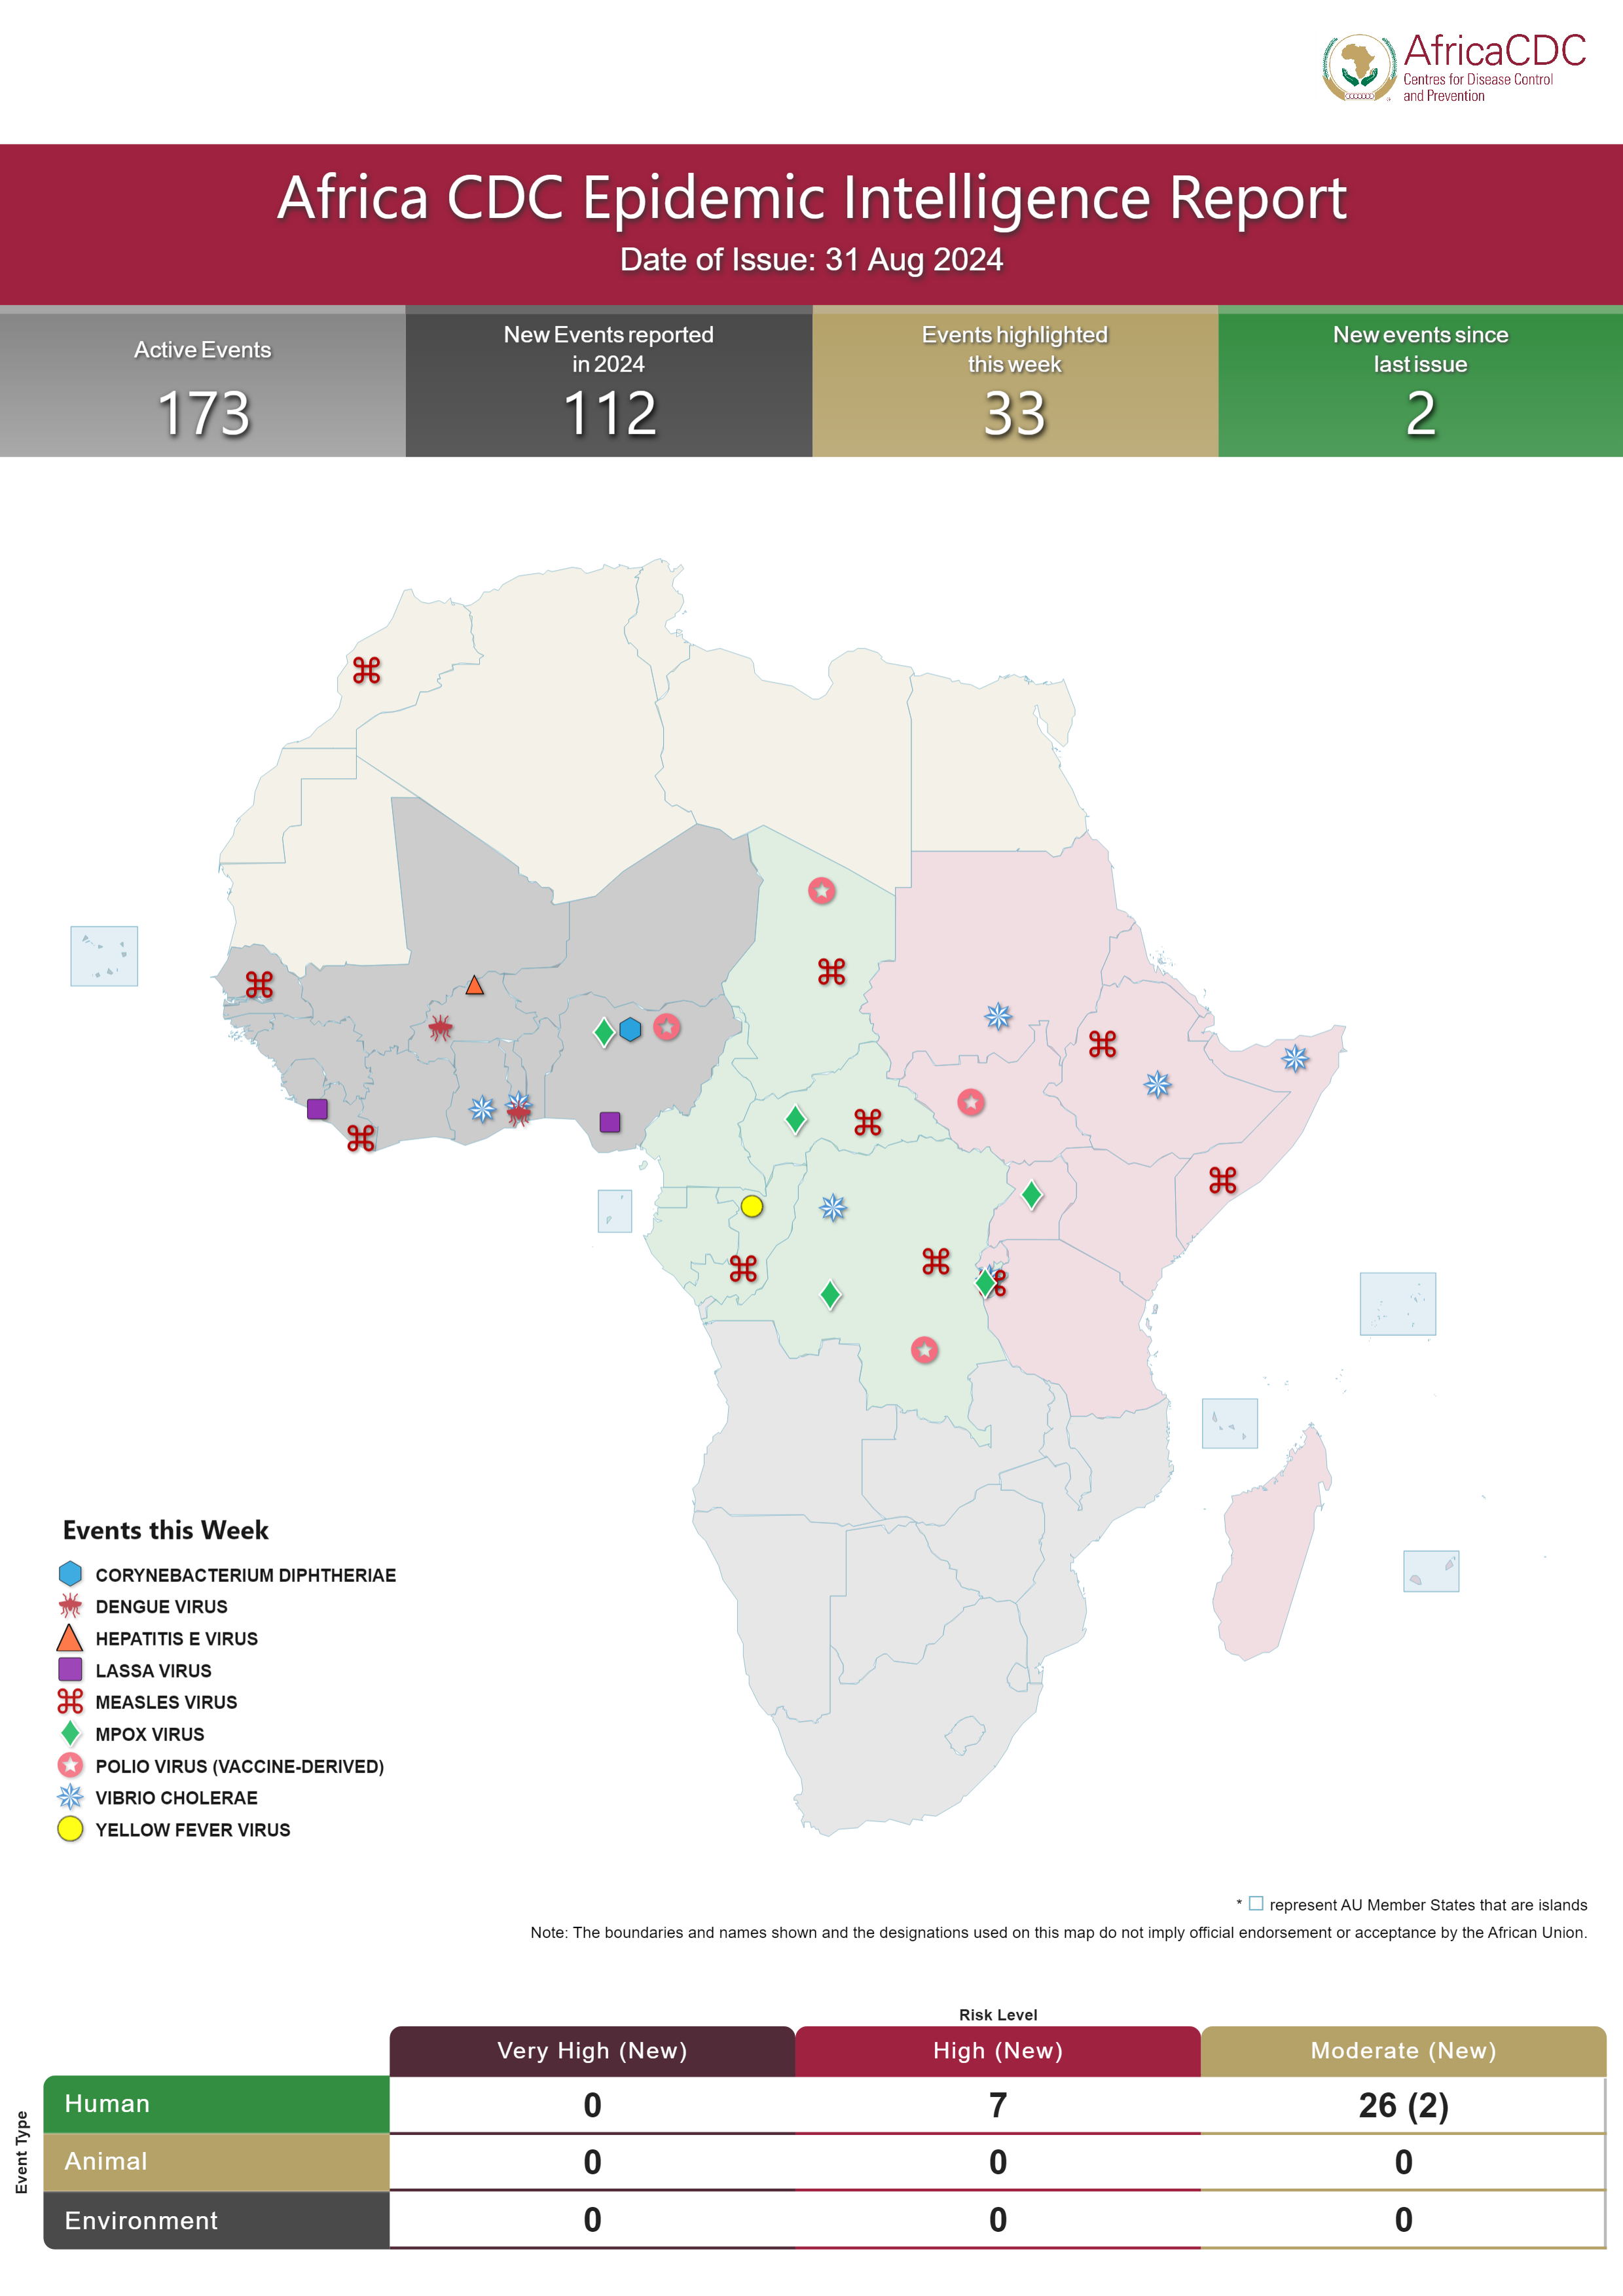 AfricaCDC
Centres for Disease Control
and Prevention
Africa CDC Epidemic Intelligence Report
Date of Issue: 31 Aug 2024
Active Events
173
New Events reported
in 2024
112
Events highlighted
this week
33
New events since
last issue
2
Events this Week
CORYNEBACTERIUM DIPHTHERIAE
DENGUE VIRUS
HEPATITIS E VIRUS
LASSA VIRUS
MEASLES VIRUS
MPOX VIRUS
POLIO VIRUS (VACCINE-DERIVED)
VIBRIO CHOLERAE
YELLOW FEVER VIRUS
* represent AU Member States that are islands
Note: The boundaries and names shown and the designations used on this map do not imply official endorsement or acceptance by the African Union.
Risk Level
Very High (New) High (New) Moderate (New)
Event Type
Human 0 7 26 (2)
Animal 0 0 0
Environment 0 0 0